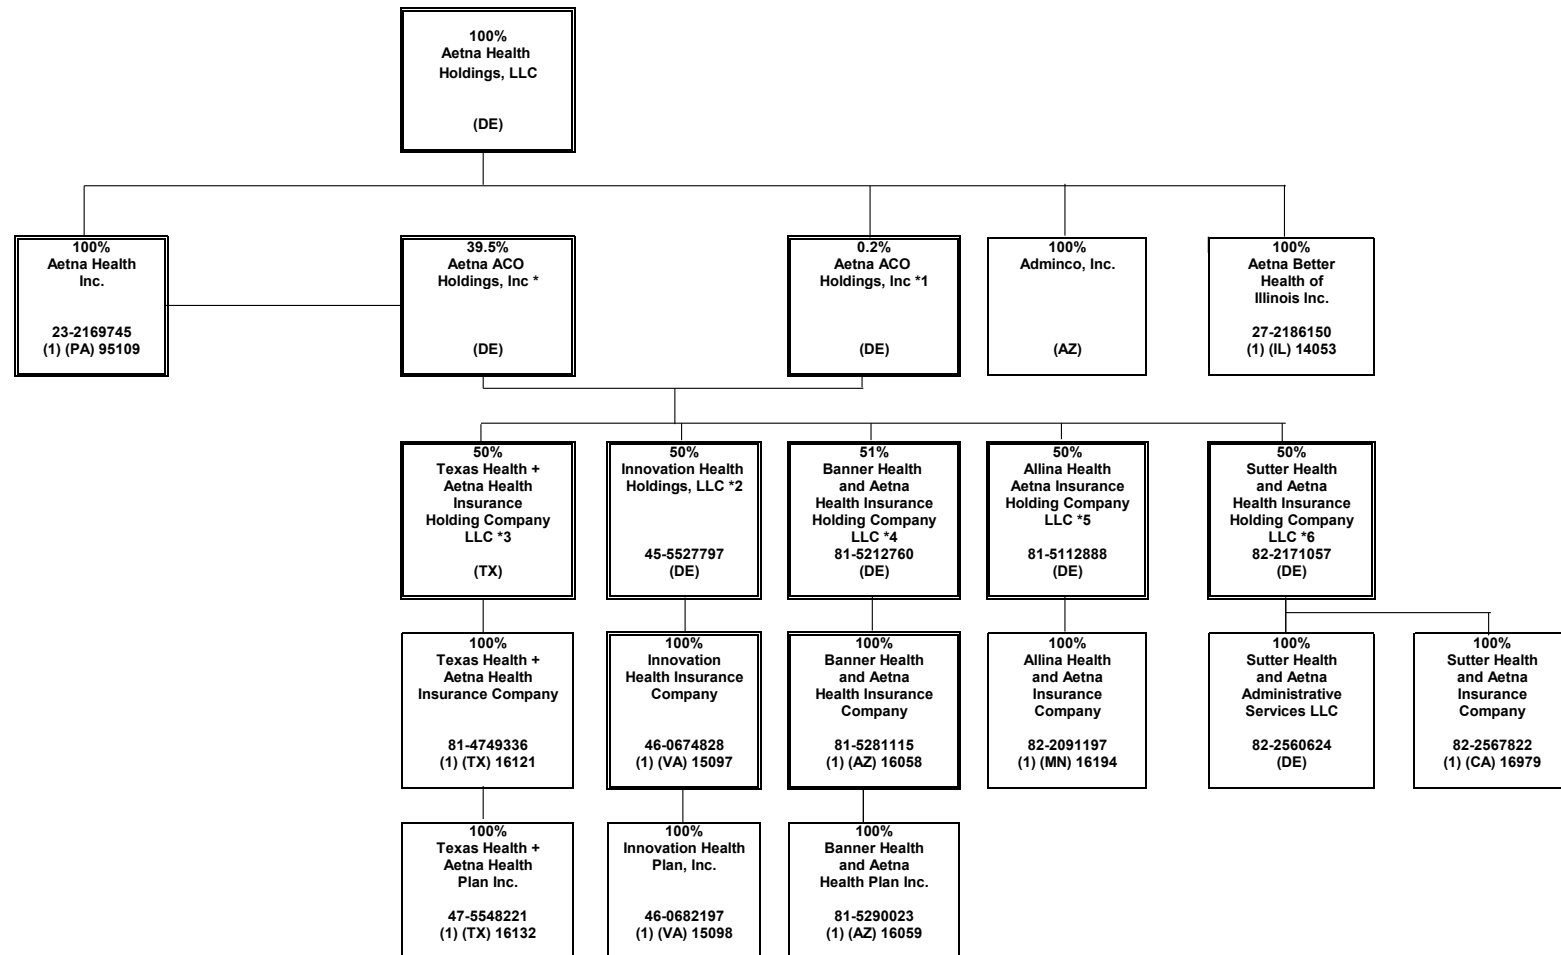 100%
Aetna Health
Holdings, LLC
(DE)
100%
Aetna Health
Inc.
23-2169745
(1) (PA) 95109
39.5%
Aetna ACO
Holdings, Inc *
(DE)
0.2%
Aetna ACO
Holdings, Inc *1
(DE)
100%
Adminco, Inc.
(AZ)
100%
Aetna Better
Health of
Illinois Inc.
27-2186150
(1) (IL) 14053
50%
Texas Health +
Aetna Health
Insurance
Holding Company
LLC *3
(TX)
50%
Innovation Health
Holdings, LLC *2
45-5527797
(DE)
51%
Banner Health
and Aetna
Health Insurance
Holding Company
LLC *4
81-5212760
(DE)
50%
Allina Health
Aetna Insurance
Holding Company
LLC *5
81-5112888
(DE)
50%
Sutter Health
and Aetna
Health Insurance
Holding Company
LLC *6
82-2171057
(DE)
100%
Texas Health +
Aetna Health
Insurance Company
81-4749336
(1) (TX) 16121
100%
Innovation
Health Insurance
Company
46-0674828
(1) (VA) 15097
100%
Banner Health
and Aetna
Health Insurance
Company
81-5281115
(1) (AZ) 16058
100%
Allina Health
and Aetna
Insurance
Company
82-2091197
(1) (MN) 16194
100%
Sutter Health
and Aetna
Administrative
Services LLC
82-2560624
(DE)
100%
Sutter Health
and Aetna
Insurance
Company
82-2567822
(1) (CA) 16979
100%
Texas Health +
Aetna Health
Plan Inc.
47-5548221
(1) (TX) 16132
100%
Innovation Health
Plan, Inc.
46-0682197
(1) (VA) 15098
100%
Banner Health
and Aetna
Health Plan Inc.
81-5290023
(1) (AZ) 16059